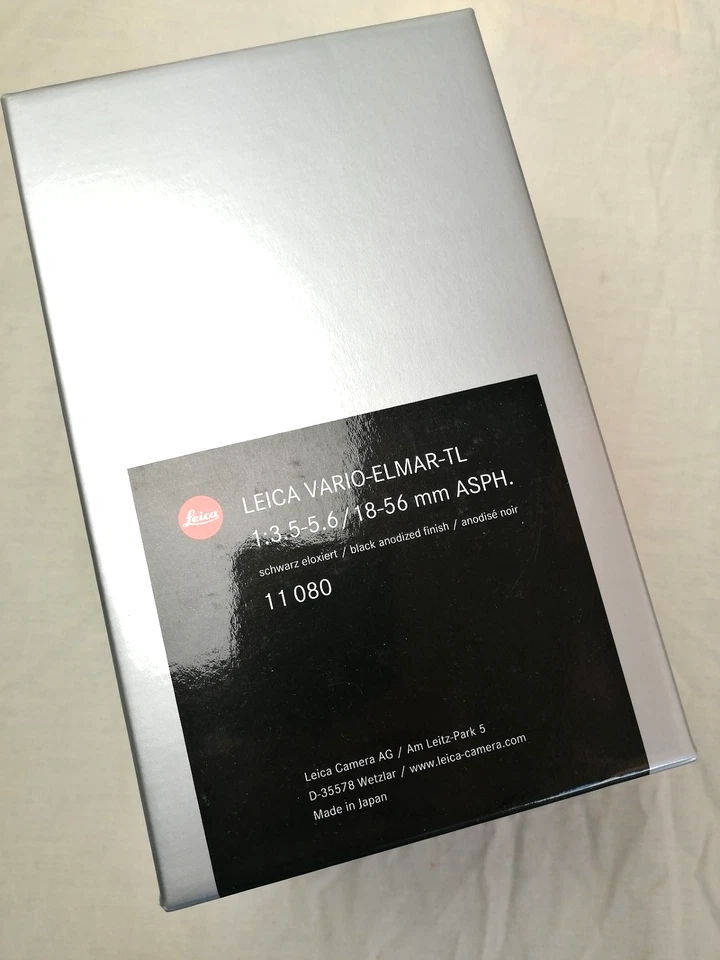 Leica
LEICA VARIO-ELMAR-TL
1:3.5-5.6 / 18-56 mm ASPH.
schwarz eloxiert / black anodized finish / anodisé noir
11 080
Leica Camera AG / Am Leitz-Park 5
D-35578 Wetzlar / www.leica-camera.com
Made in Japan